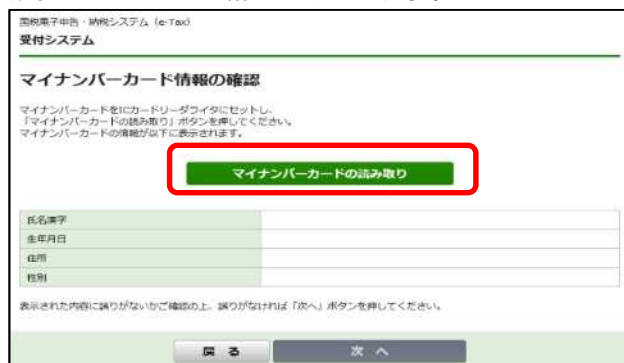 国税電子申告・納税システム（e-Tax）
受付システム
マイナンバーカード情報の確認
マイナンバーカードをICカードリーダライタにセットし、
「マイナンバーカードの読み取り」ボタンを押してください。
マイナンバーカードの情報が以下に表示されます。
マイナンバーカードの読み取り
氏名漢字
生年月日
住所
性別
表示された内容に誤りがないかご確認の上、誤りがなければ「次へ」ボタンを押してください。
戻 る
次 へ